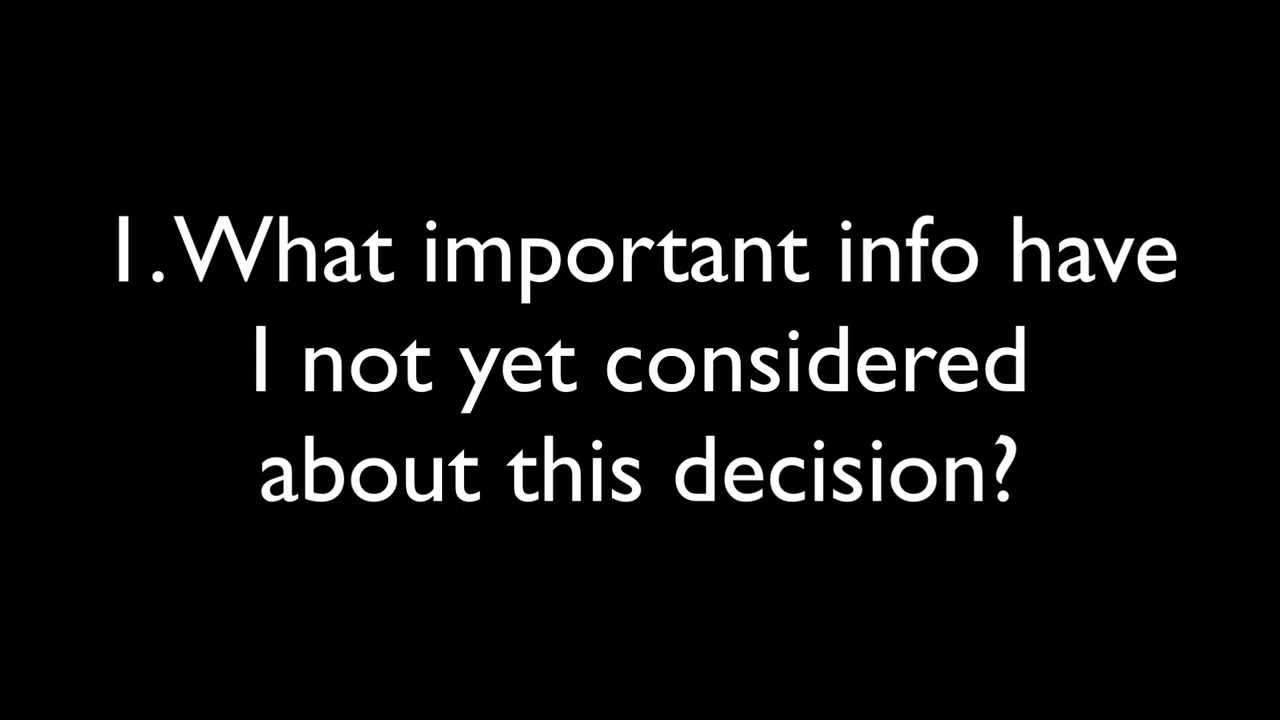 1. What important info have
I not yet considered
about this decision?